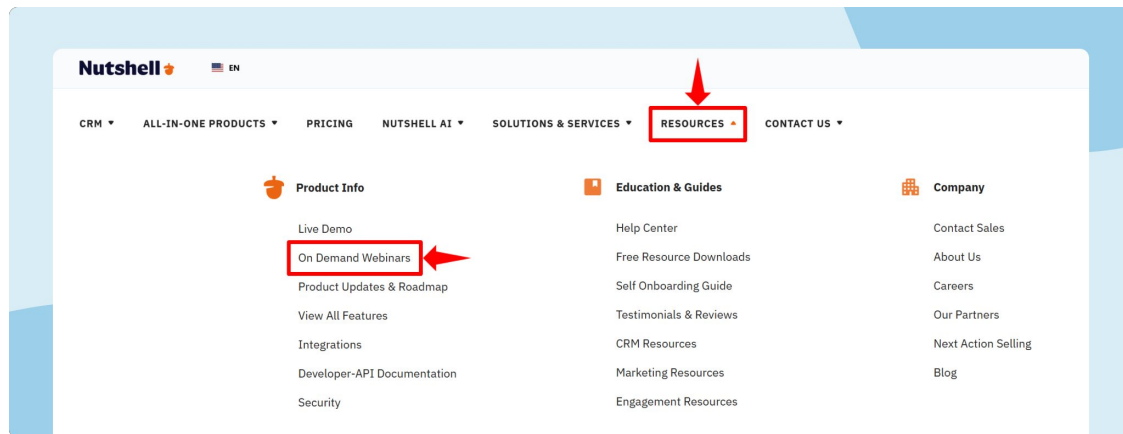 Nutshell
EN
CRM
ALL-IN-ONE PRODUCTS
PRICING
NUTSHELL AI
SOLUTIONS & SERVICES
RESOURCES
CONTACT US
Product Info
Live Demo
On Demand Webinars
Product Updates & Roadmap
View All Features
Integrations
Developer-API Documentation
Security
Education & Guides
Help Center
Free Resource Downloads
Self Onboarding Guide
Testimonials & Reviews
CRM Resources
Marketing Resources
Engagement Resources
Company
Contact Sales
About Us
Careers
Our Partners
Next Action Selling
Blog